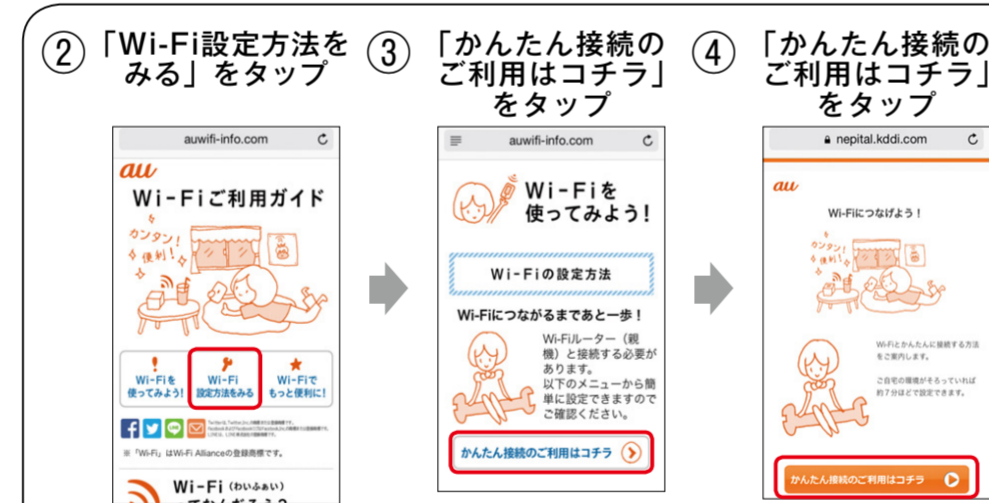 ② 「Wi-Fi設定方法を
みる」をタップ
auwifi-info.com
au
Wi-Fiご利用ガイド
カンタン!
便利!
Wi-Fiを
使ってみよう!
Wi-Fi
設定方法をみる
Wi-Fiで
もっと便利に!
※「Wi-Fi」はWi-Fi Allianceの登録商標です。
Wi-Fi(わいふぁい)
③ 「かんたん接続の
ご利用はコチラ」
をタップ
auwifi-info.com
Wi-Fiを
使ってみよう!
Wi-Fiの設定方法
Wi-Fiにつながるまであと一歩!
Wi-Fiルーター(親
機)と接続する必要が
あります。
以下のメニューから簡
単に設定できますので
ご確認ください。
かんたん接続のご利用はコチラ
④ 「かんたん接続の
ご利用はコチラ」
をタップ
nepital.kddi.com
au
Wi-Fiにつなげよう!
カンタン!
便利!
Wi-Fiとかんたんに接続する方法
をご案内します。
ご自宅の環境がそろっていれば
約7分ほどで設定できます。
かんたん接続のご利用はコチラ